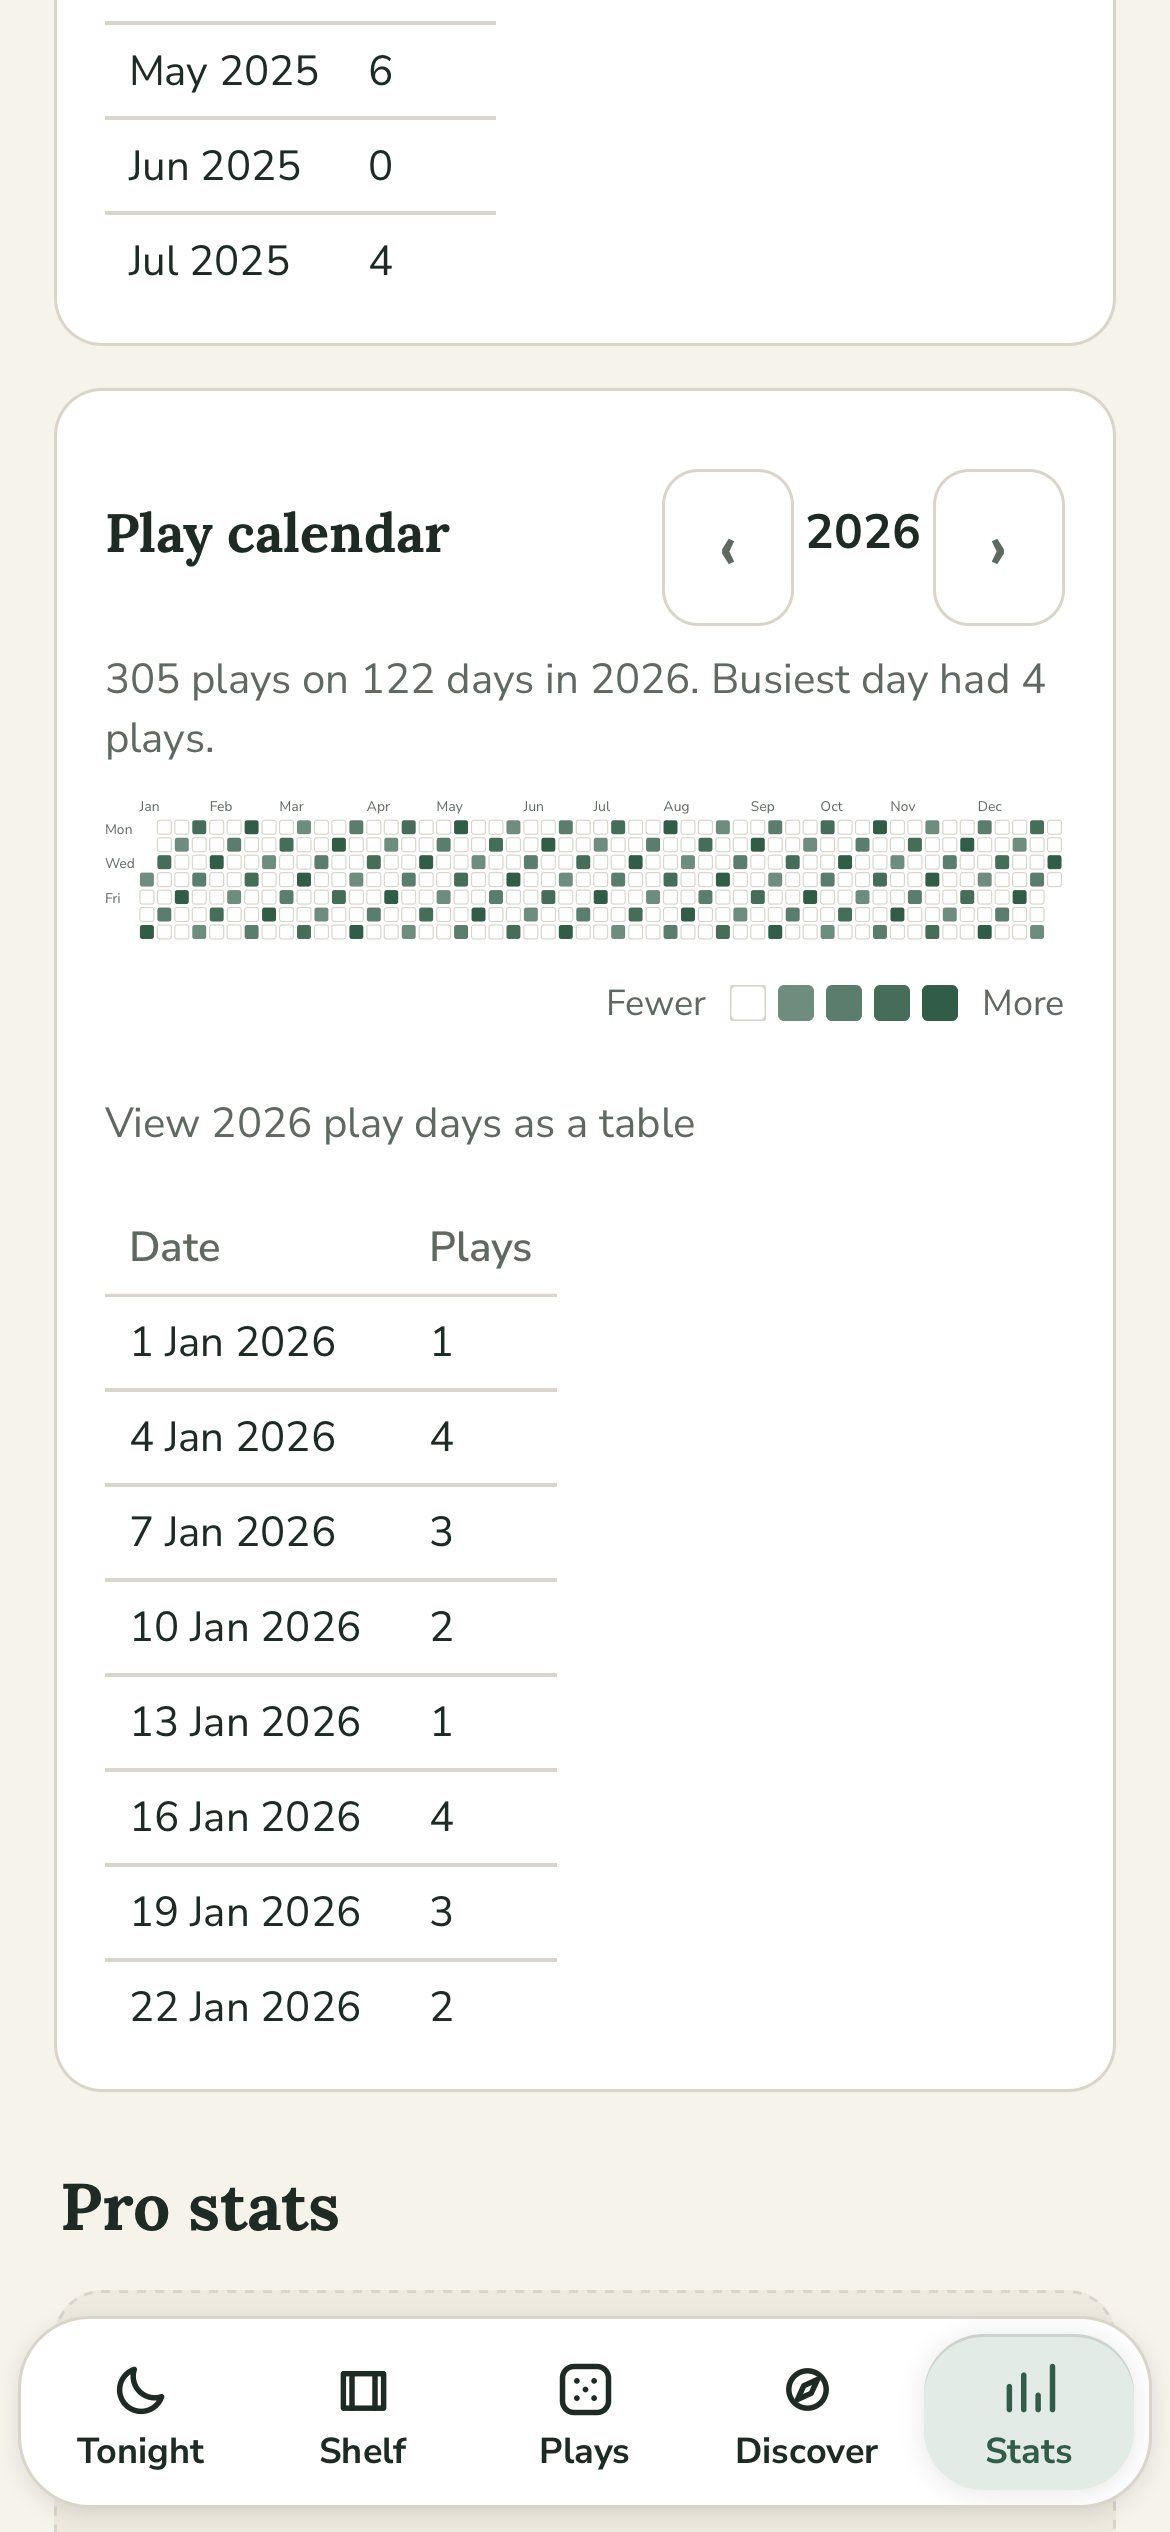 May 2025 6
Jun 2025 0
Jul 2025 4
Play calendar ‹ 2026 ›
305 plays on 122 days in 2026. Busiest day had 4
plays.
Jan Feb Mar Apr May Jun Jul Aug Sep Oct Nov Dec
Mon
Wed
Fri
Fewer More
View 2026 play days as a table
Date Plays
1 Jan 2026 1
4 Jan 2026 4
7 Jan 2026 3
10 Jan 2026 2
13 Jan 2026 1
16 Jan 2026 4
19 Jan 2026 3
22 Jan 2026 2
Pro stats
Tonight Shelf Plays Discover Stats